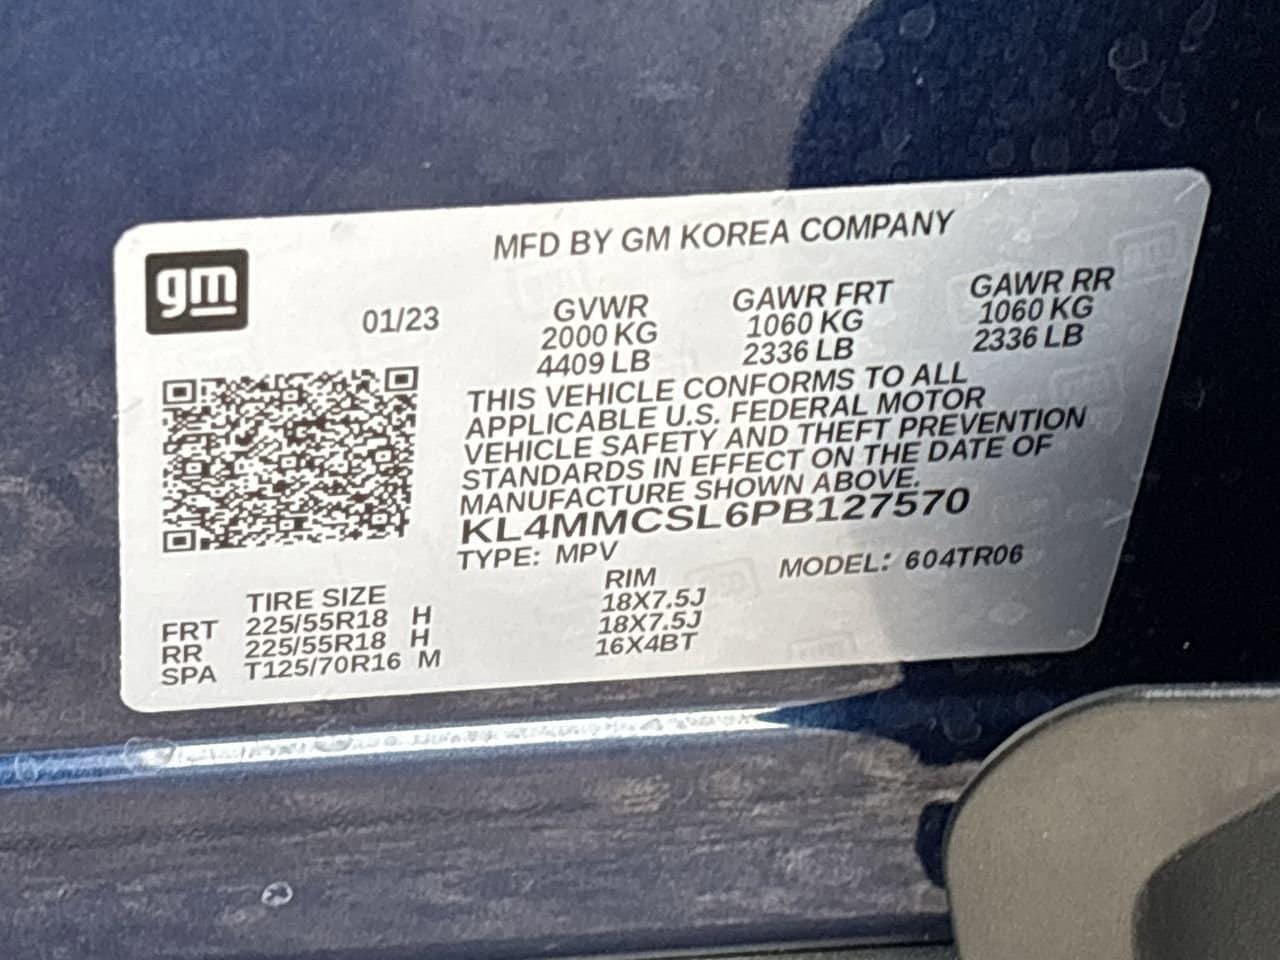 MFD BY GM KOREA COMPANY
gm
01/23
GVWR GAWR FRT GAWR RR
2000 KG 1060 KG 1060 KG
4409 LB 2336 LB 2336 LB
THIS VEHICLE CONFORMS TO ALL
APPLICABLE U.S. FEDERAL MOTOR
VEHICLE SAFETY AND THEFT PREVENTION
STANDARDS IN EFFECT ON THE DATE OF
MANUFACTURE SHOWN ABOVE.
KL4MMCSL6PB127570
TYPE: MPV MODEL: 604TR06
TIRE SIZE RIM
FRT 225/55R18 H 18X7.5J
RR 225/55R18 H 18X7.5J
SPA T125/70R16 M 16X4BT